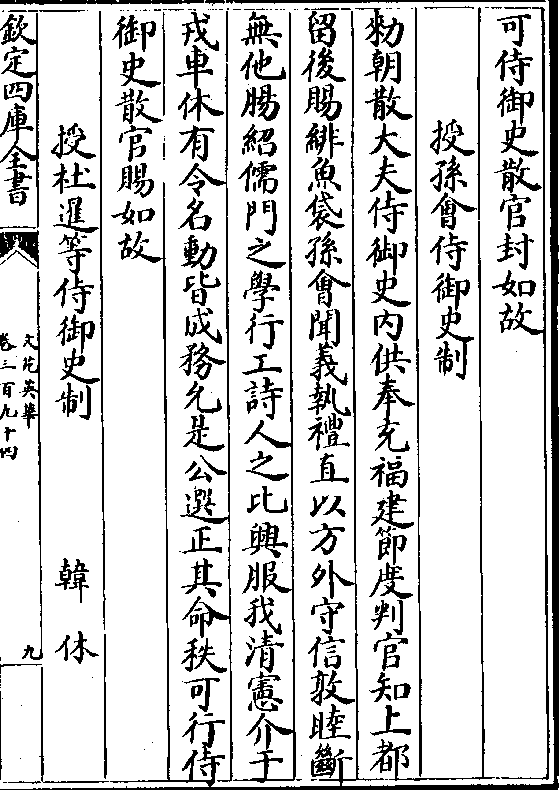 可侍御史散官封如故
授孫會侍御史制
勑朝散大夫侍御史内供奉充福建節度判官知上都
留後賜緋魚袋孫會聞義執禮直以方外守信敦睦斷
無他腸紹儒門之學行工詩人之比興服我清憲介于
戎車休有令名動皆成務允是公選正其命秩可行侍
御史散官賜如故
授杜暹等侍御史制 韓休
欽定四庫全書
文苑英華
卷三百九十四
九